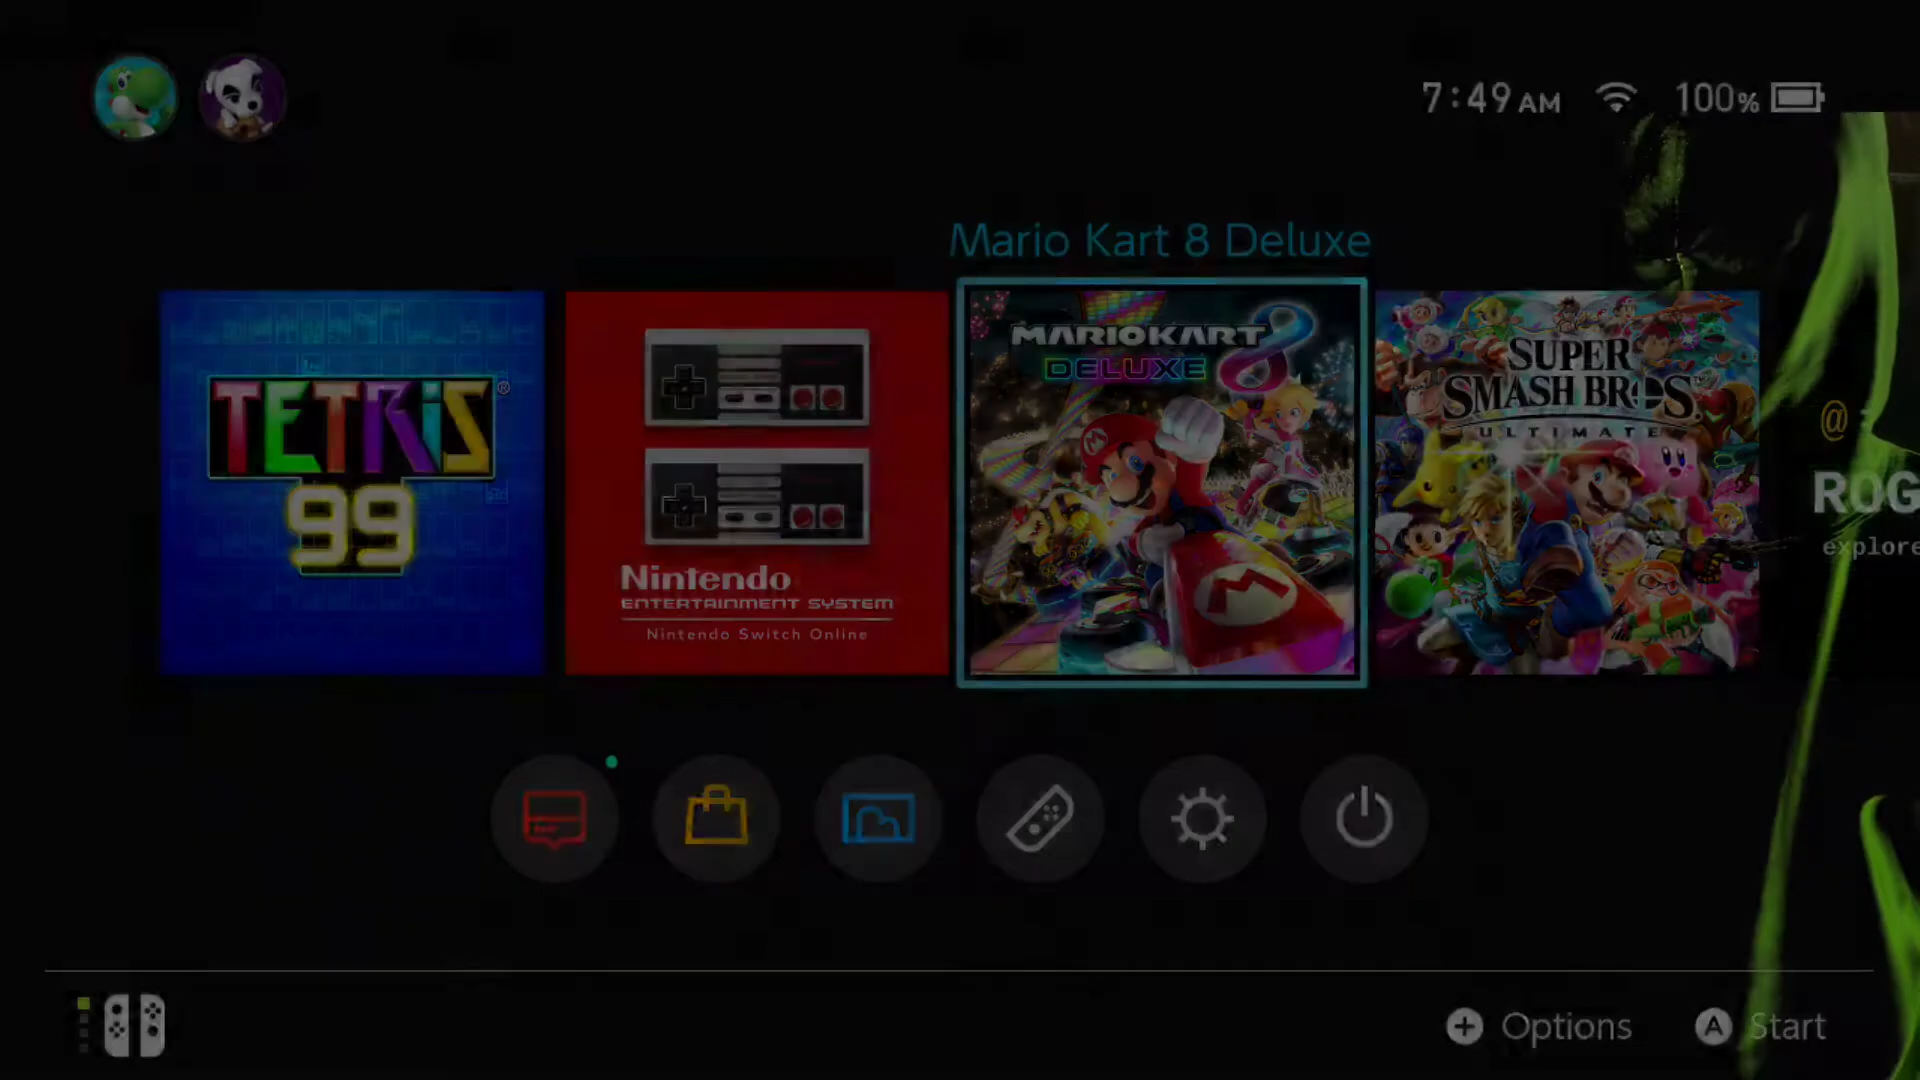 7:49 AM 100%
Mario Kart 8 Deluxe
TETRIS®
99
Nintendo
ENTERTAINMENT SYSTEM
Nintendo Switch Online
MARIOKART 8
DELUXE
SUPER
SMASH BROS.™
ULTIMATE
@
ROG
explore
Options
Start